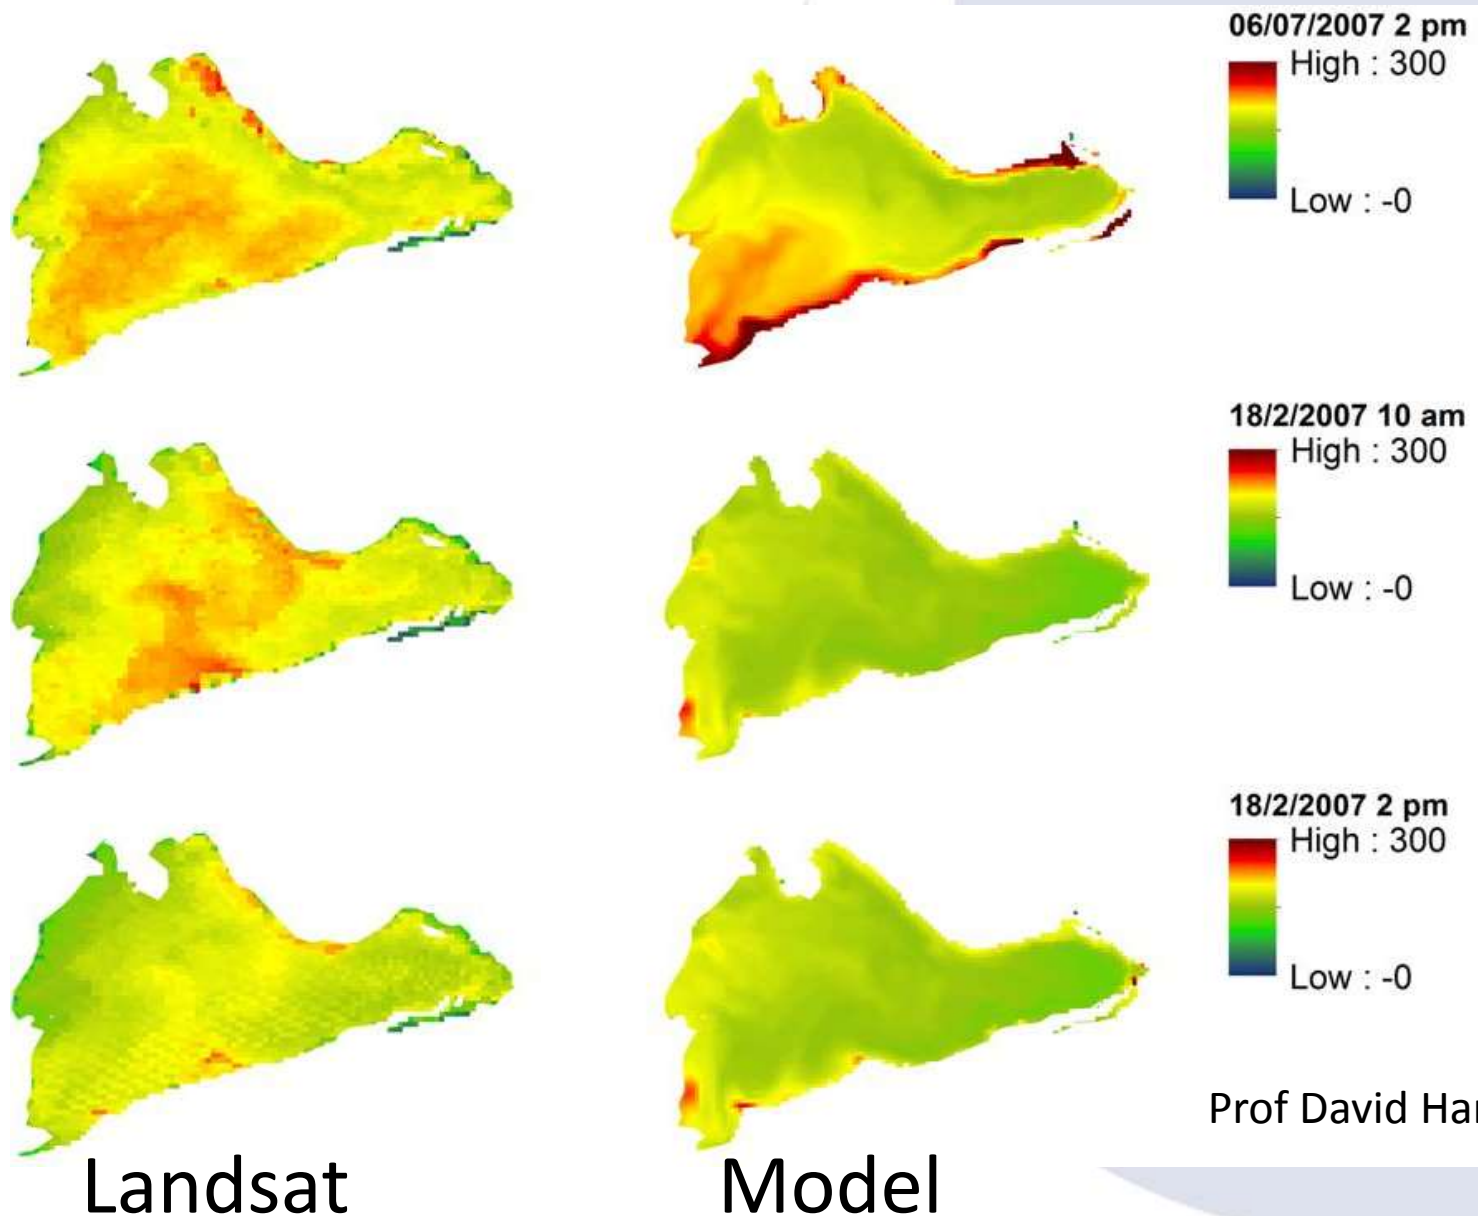 06/07/2007 2 pm
High : 300
Low : -0
18/2/2007 10 am
High : 300
Low : -0
18/2/2007 2 pm
High : 300
Low : -0
Prof David
Landsat
Model